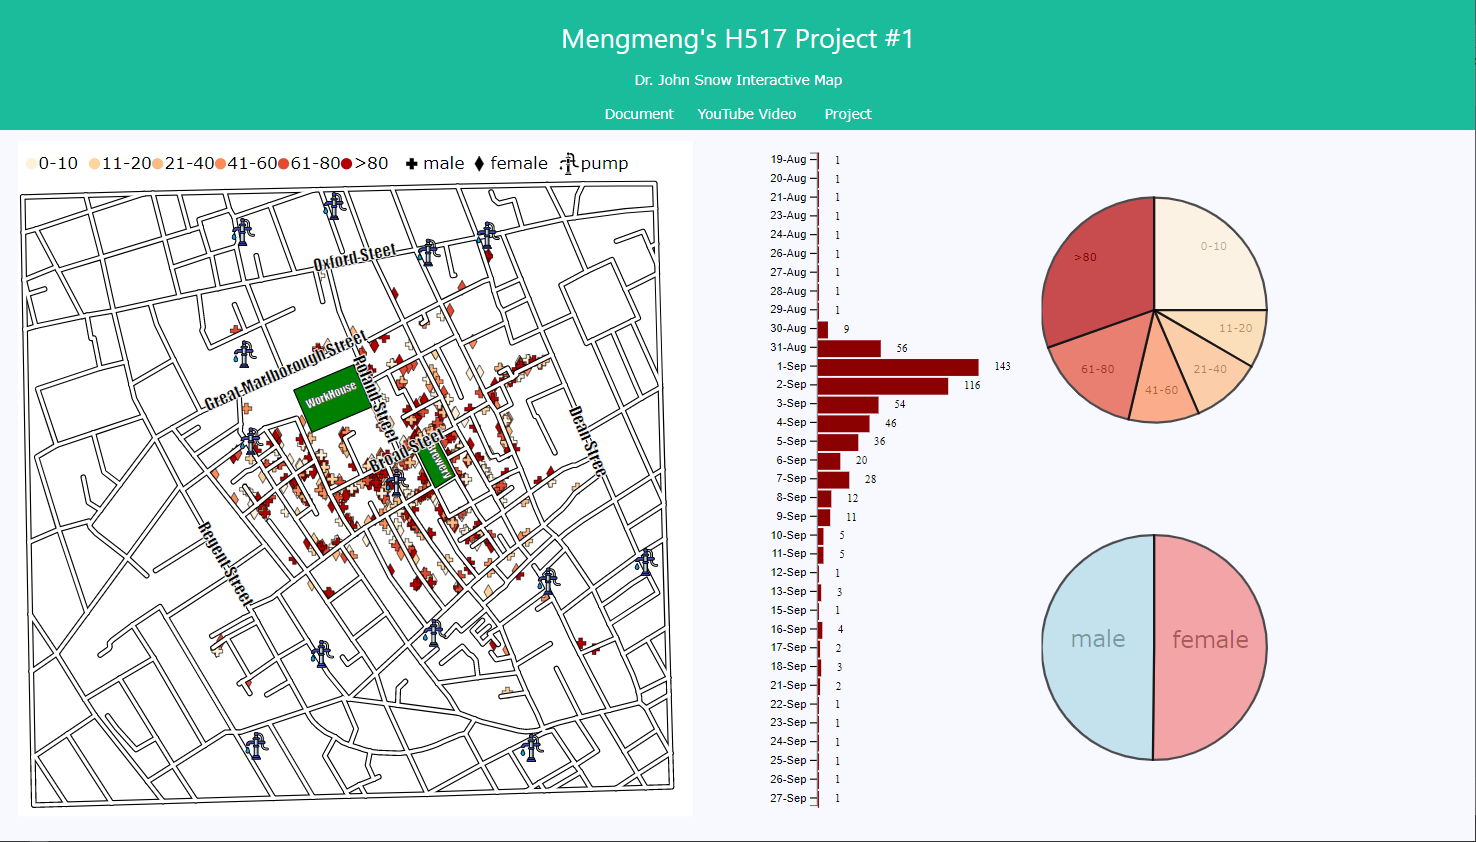 Mengmeng's H517 Project #1
Dr. John Snow Interactive Map
Document YouTube Video Project
0-10 11-20 21-40 41-60 61-80 >80 male female pump
Oxford-Steet
Great-Marlborough-Street
Poland-Street
WorkHouse
Broad-Steet
Brewery
Dean-Stree
Regent-Street
19-Aug 1
20-Aug 1
21-Aug 1
23-Aug 1
24-Aug 1
26-Aug 1
27-Aug 1
28-Aug 1
29-Aug 1
30-Aug 9
31-Aug 56
1-Sep 143
2-Sep 116
3-Sep 54
4-Sep 46
5-Sep 36
6-Sep 20
7-Sep 28
8-Sep 12
9-Sep 11
10-Sep 5
11-Sep 5
12-Sep 1
13-Sep 3
15-Sep 1
16-Sep 4
17-Sep 2
18-Sep 3
21-Sep 2
22-Sep 1
23-Sep 1
24-Sep 1
25-Sep 1
26-Sep 1
27-Sep 1
0-10
>80
11-20
61-80
21-40
41-60
male female